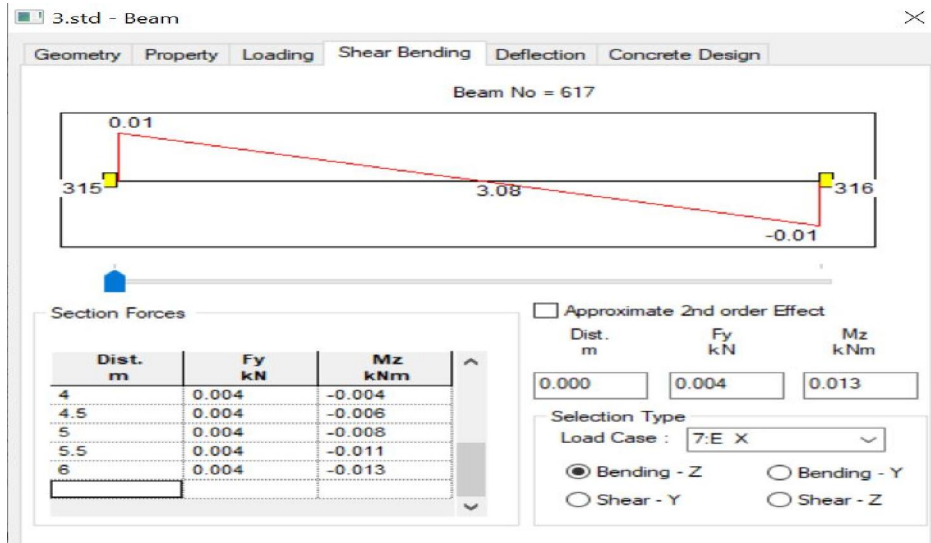 3.std - Beam
Geometry Property Loading Shear Bending Deflection Concrete Design
Beam No = 617
0.01
315
3.08
316
-0.01
Section Forces
Dist. m Fy kN Mz kNm
4 0.004 -0.004
4.5 0.004 -0.006
5 0.004 -0.008
5.5 0.004 -0.011
6 0.004 -0.013
Approximate 2nd order Effect
Dist. Fy Mz
m kN kNm
0.000 0.004 0.013
Selection Type
Load Case : 7:E X
Bending - Z Bending - Y
Shear - Y Shear - Z